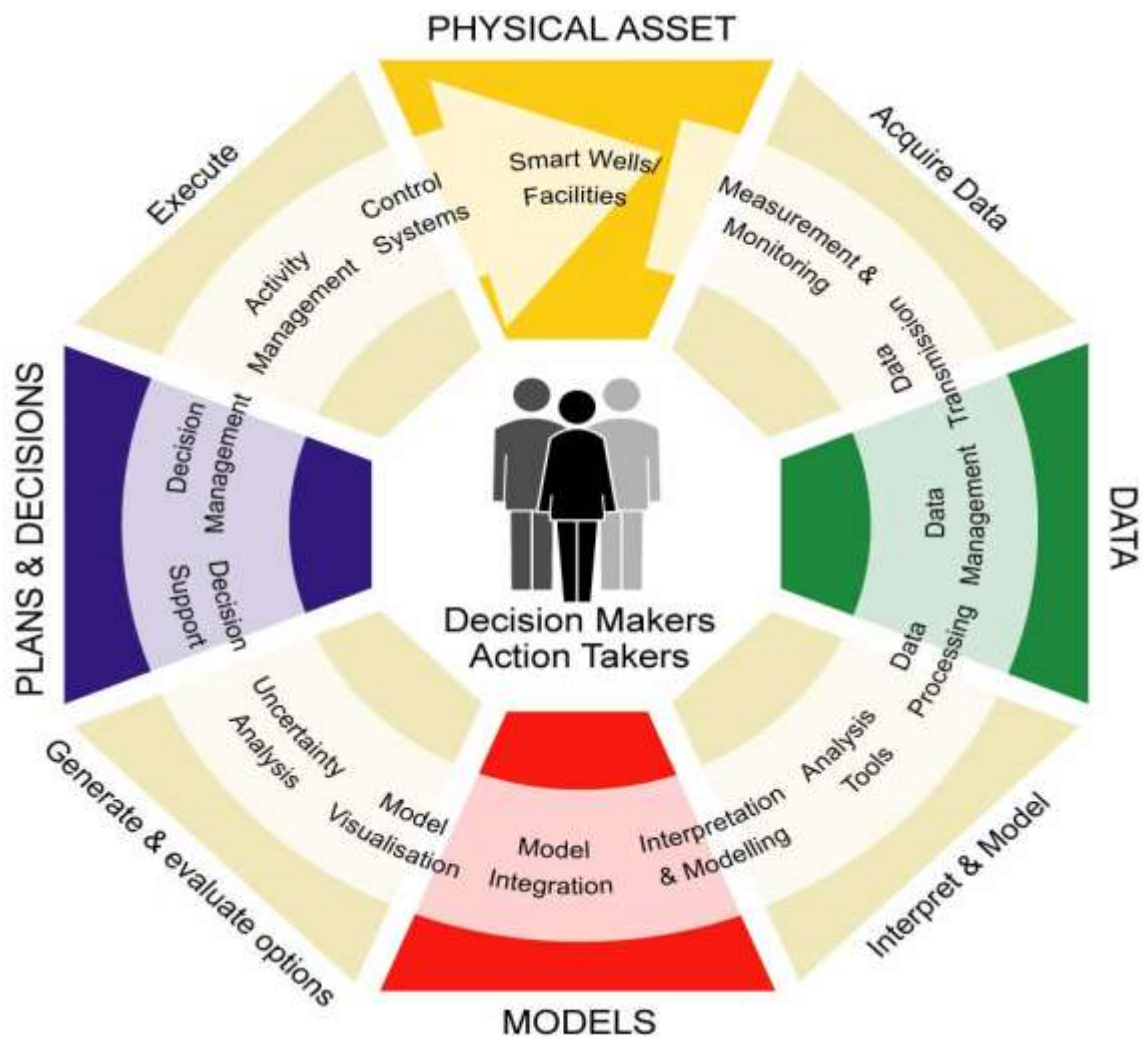 PHYSICAL ASSET
Acquire Data
DATA
Interpret & Model
MODELS
Generate & evaluate options
PLANS & DECISIONS
Execute
Smart Wells/
Facilities
Measurement &
Monitoring
Data
Transmission
Data
Management
Data
Processing
Analysis
Tools
Interpretation
& Modelling
Model
Integration
Model
Visualisation
Uncertainty
Analysis
Decision
Support
Decision
Management
Activity
Management
Control
Systems
Decision Makers
Action Takers